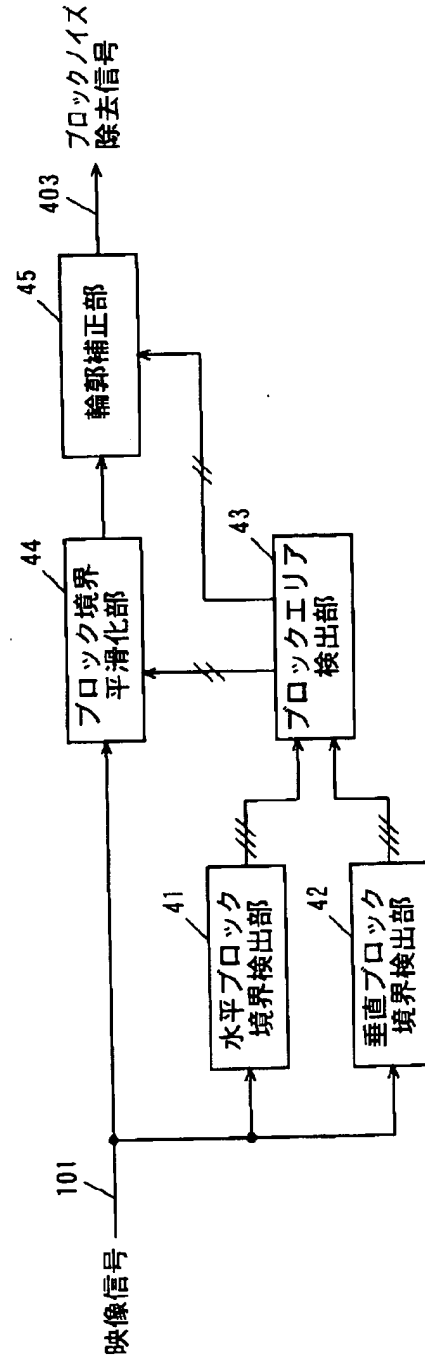 映像信号
101
水平ブロック
境界検出部
41
垂直ブロック
境界検出部
42
ブロックエリア
検出部
43
ブロック境界
平滑化部
44
輪郭補正部
45
403
ブロックノイズ
除去信号